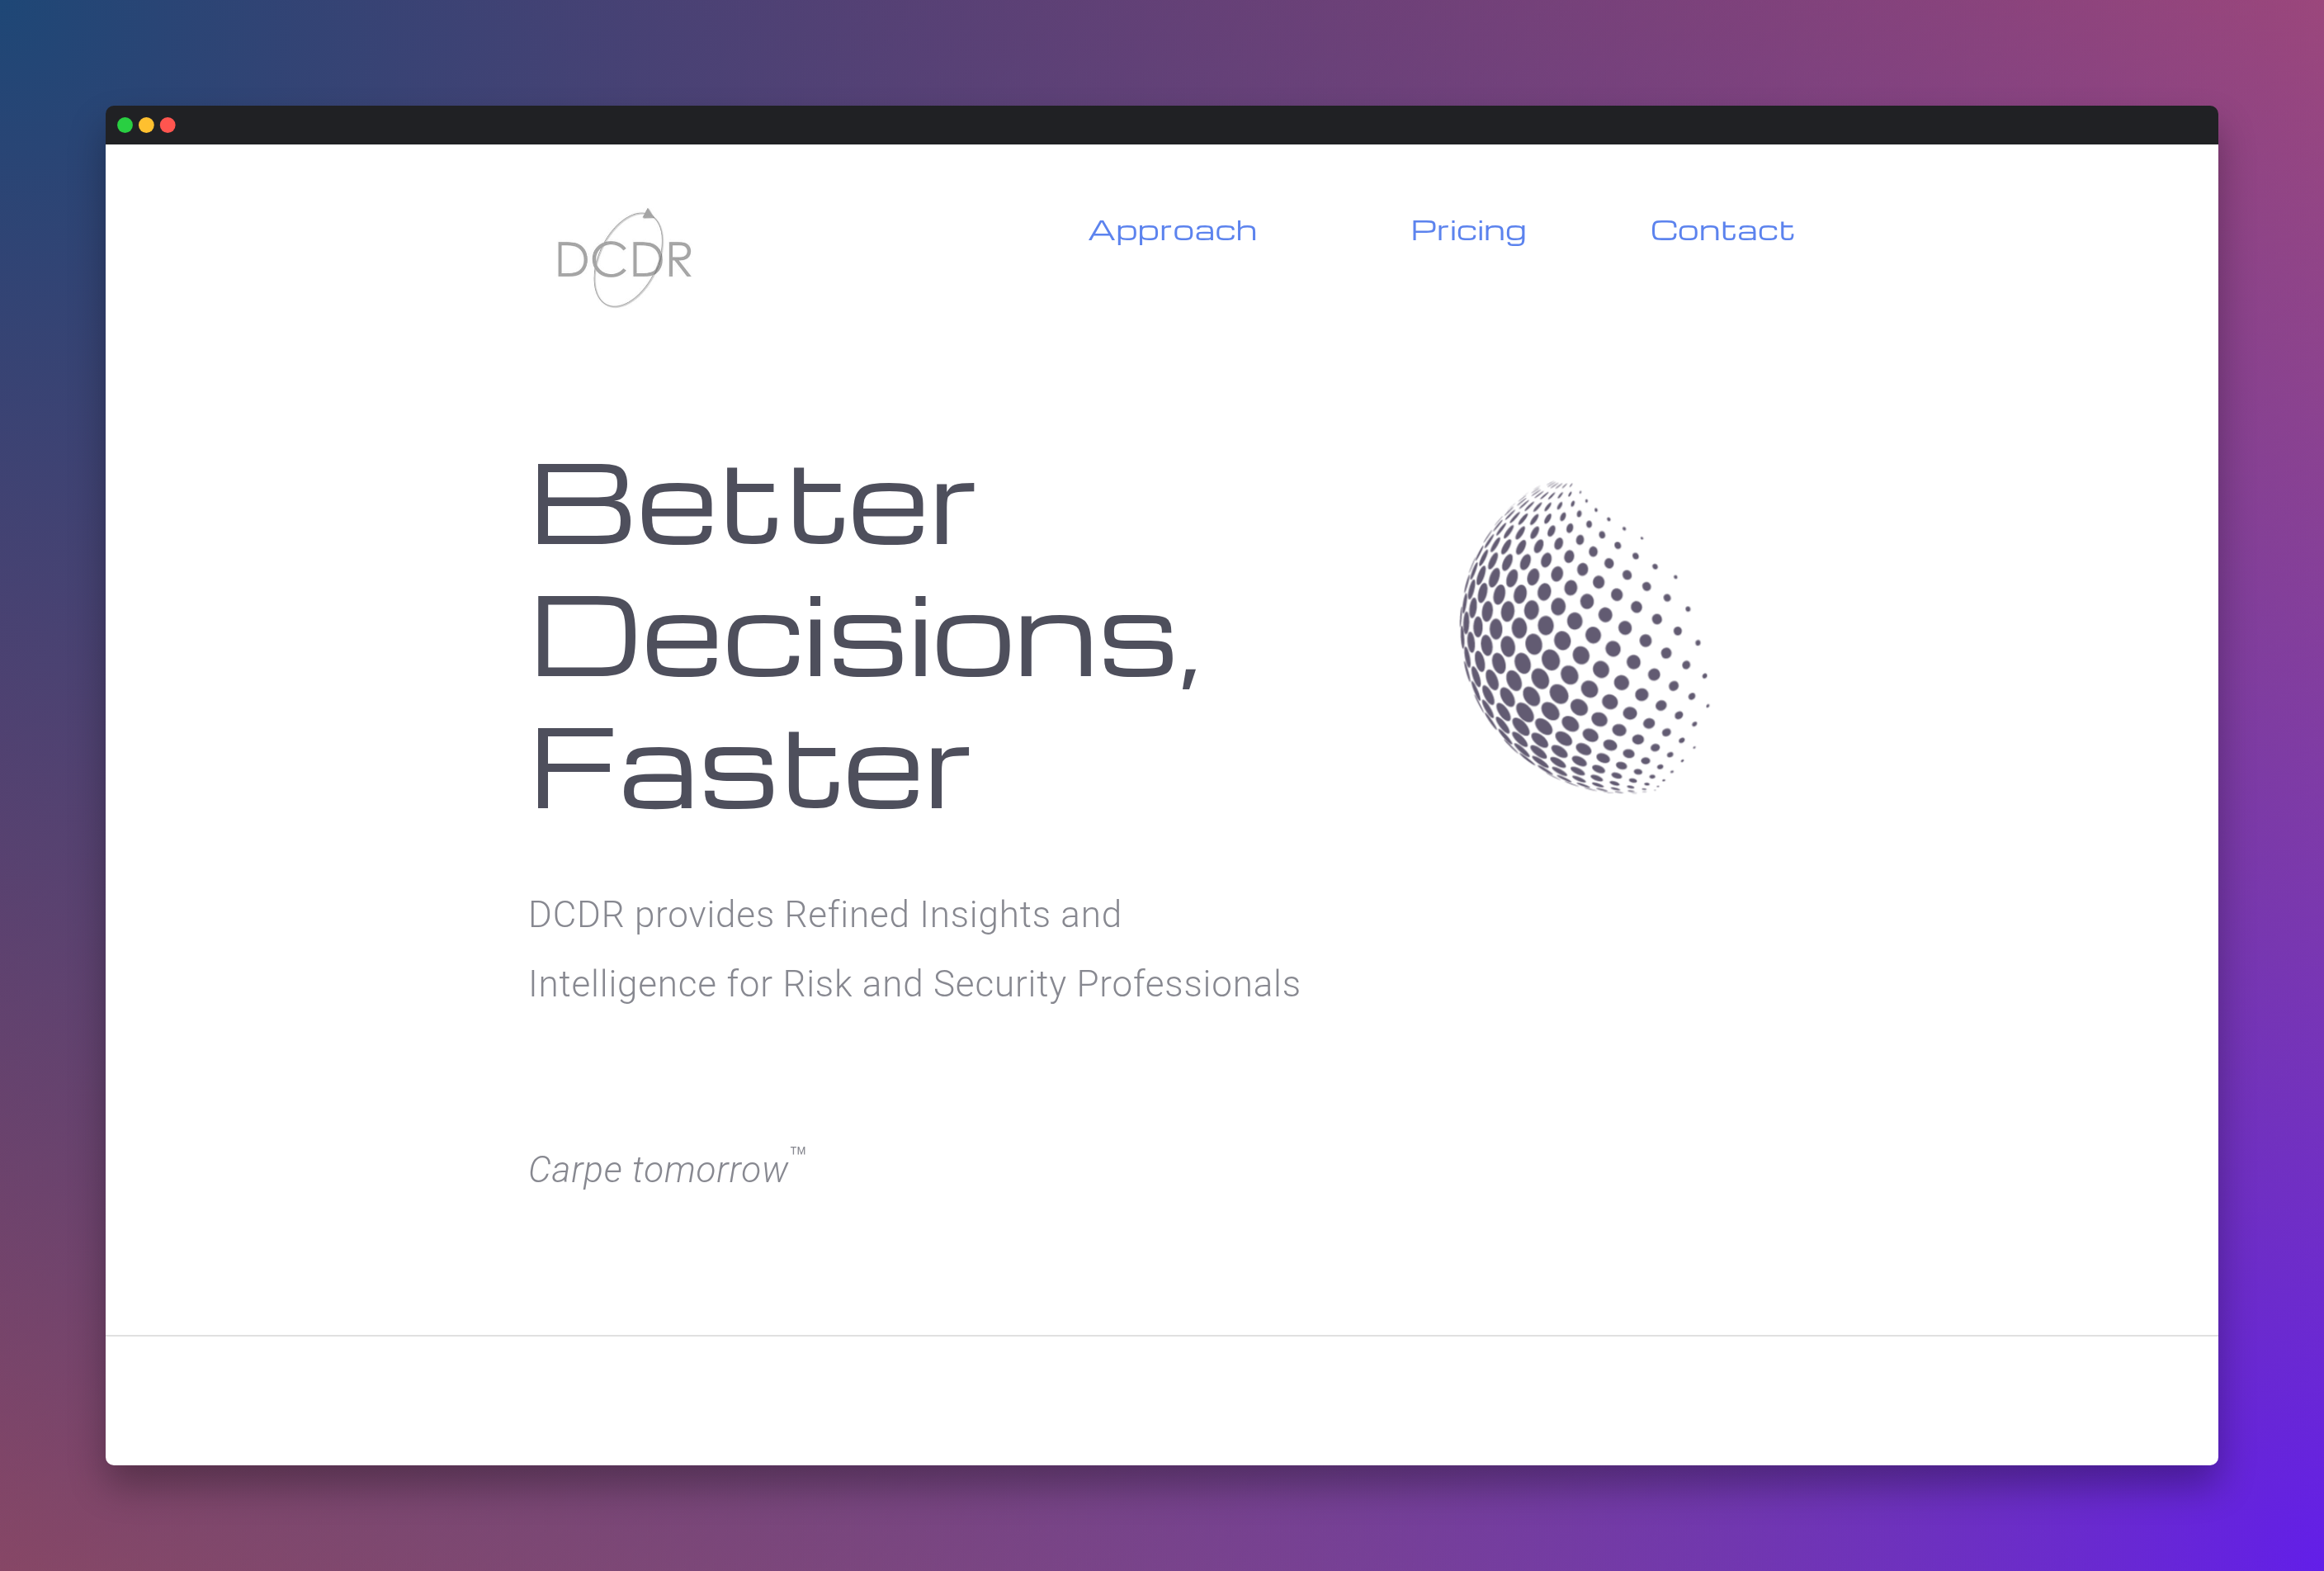 DCDR
Approach
Pricing
Contact
Better
Decisions,
Faster
DCDR provides Refined Insights and
Intelligence for Risk and Security Professionals
Carpe tomorrow™